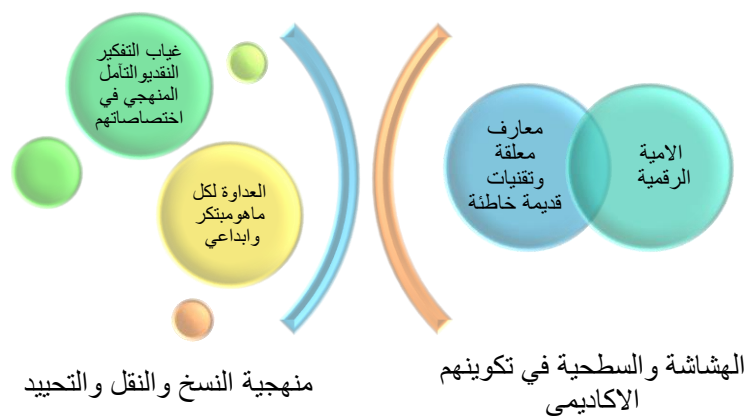 الامية
الرقمية
معارف
معلقة
وتقنيات
قديمة خاطئة
الهشاشة والسطحية في تكوينهم
الاكاديمي
غياب التفكير
النقديوالتآمل
المنهجي في
اختصاصاتهم
العداوة لكل
ماهومبتكر
وابداعي
منهجية النسخ والنقل والتحييد